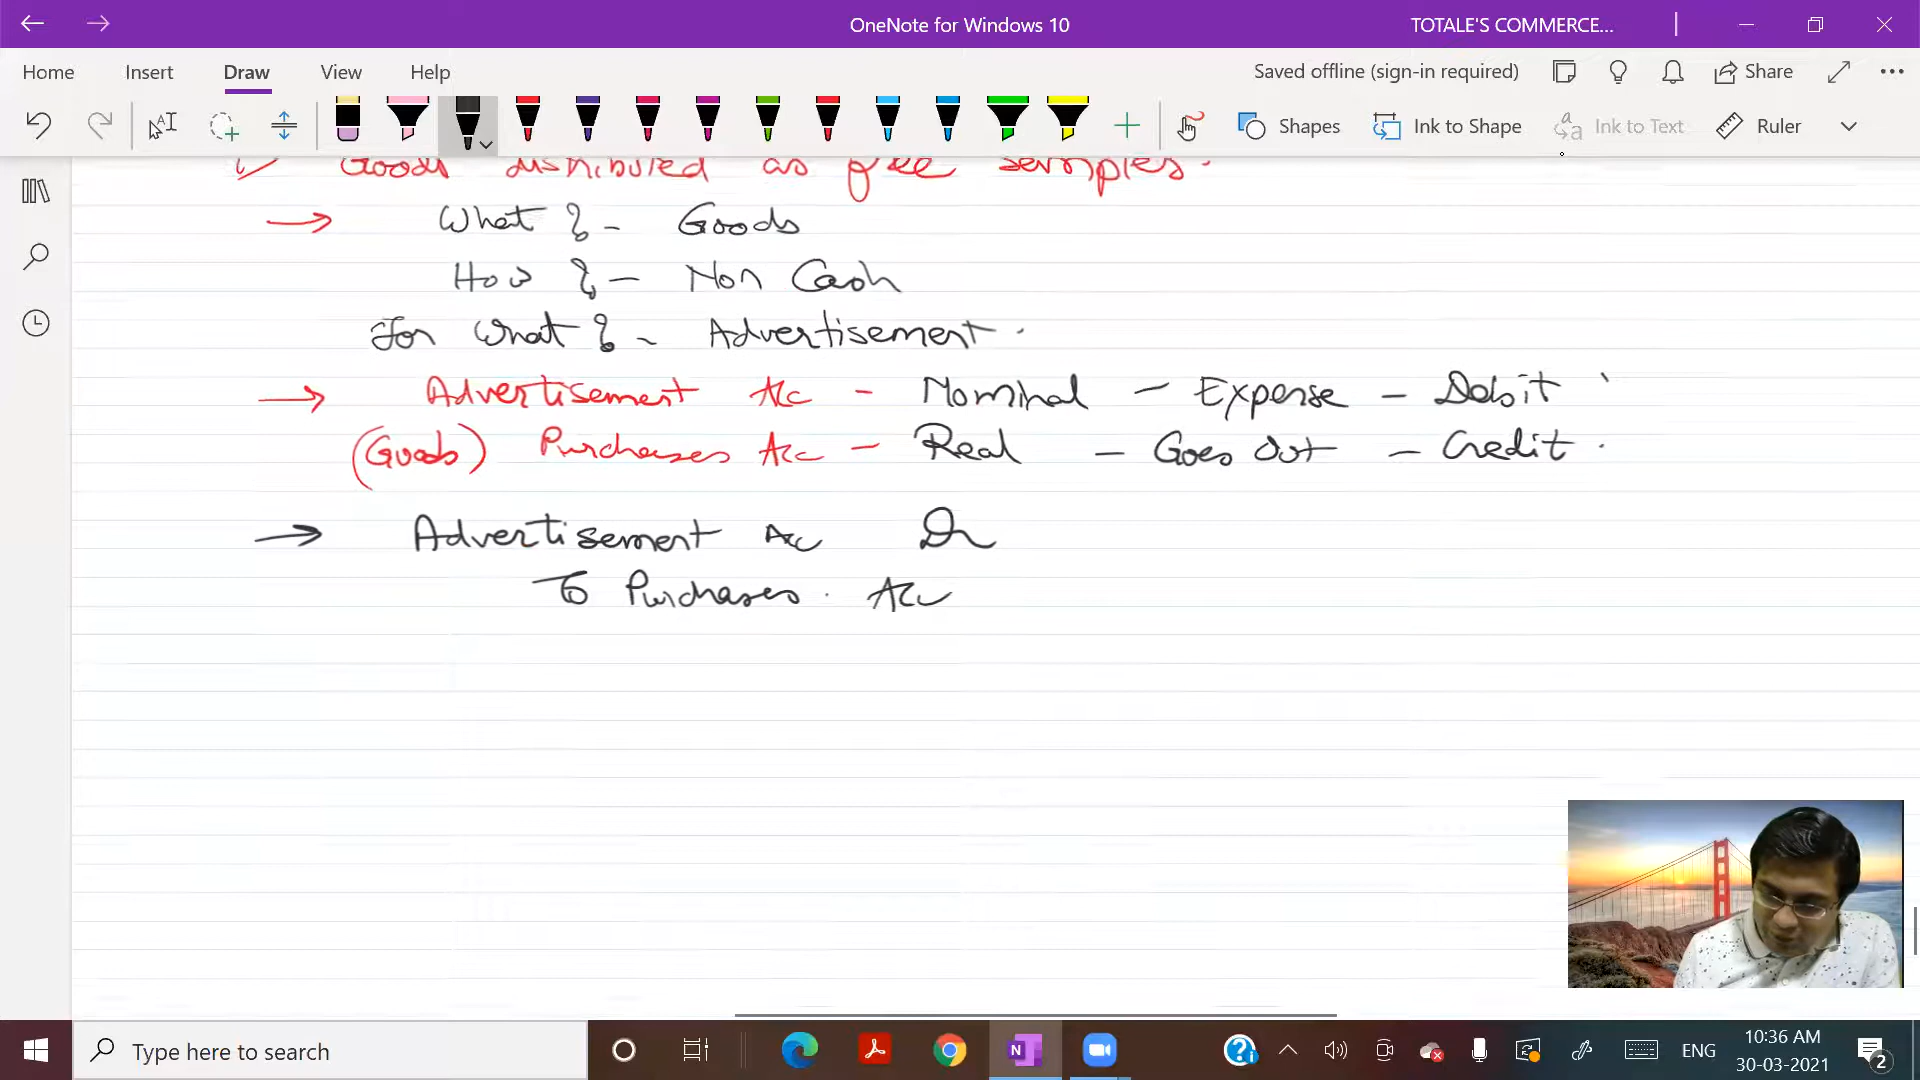 OneNote for Windows 10
TOTALE'S COMMERCE...
Home Insert Draw View Help
Saved offline (sign-in required) Share
Shapes Ink to Shape Ink to Text Ruler
Goods distributed as free samples.
→ What? - Goods
How? - Non Cash
For What? - Advertisement.
→ Advertisement A/c - Nominal - Expense - Debit
(Goods) Purchases A/c - Real - Goes Out - Credit.
→ Advertisement A/c Dr
To Purchases A/c
Type here to search
ENG
10:36 AM
30-03-2021
2